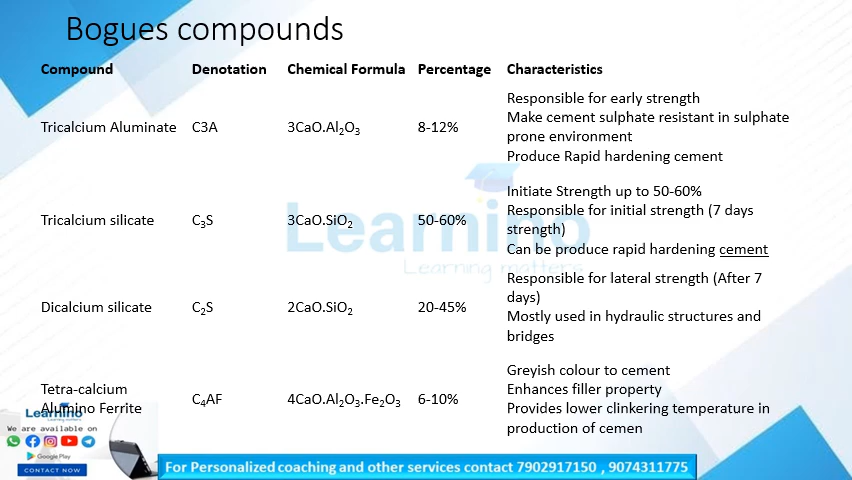 Bogues compounds
Compound Denotation Chemical Formula Percentage Characteristics
Tricalcium Aluminate C3A 3CaO.Al₂O₃ 8-12%
Responsible for early strength
Make cement sulphate resistant in sulphate
prone environment
Produce Rapid hardening cement
Tricalcium silicate C₃S 3CaO.SiO₂ 50-60%
Initiate Strength up to 50-60%
Responsible for initial strength (7 days
strength)
Can be produce rapid hardening cement
Dicalcium silicate C₂S 2CaO.SiO₂ 20-45%
Responsible for lateral strength (After 7
days)
Mostly used in hydraulic structures and
bridges
Tetra-calcium
Alumino Ferrite C₄AF 4CaO.Al₂O₃.Fe₂O₃ 6-10%
Greyish colour to cement
Enhances filler property
Provides lower clinkering temperature in
production of cemen
Learnino
Learning matters
Learnino
We are available on
Google Play
CONTACT NOW
For Personalized coaching and other services contact 7902917150 , 9074311775